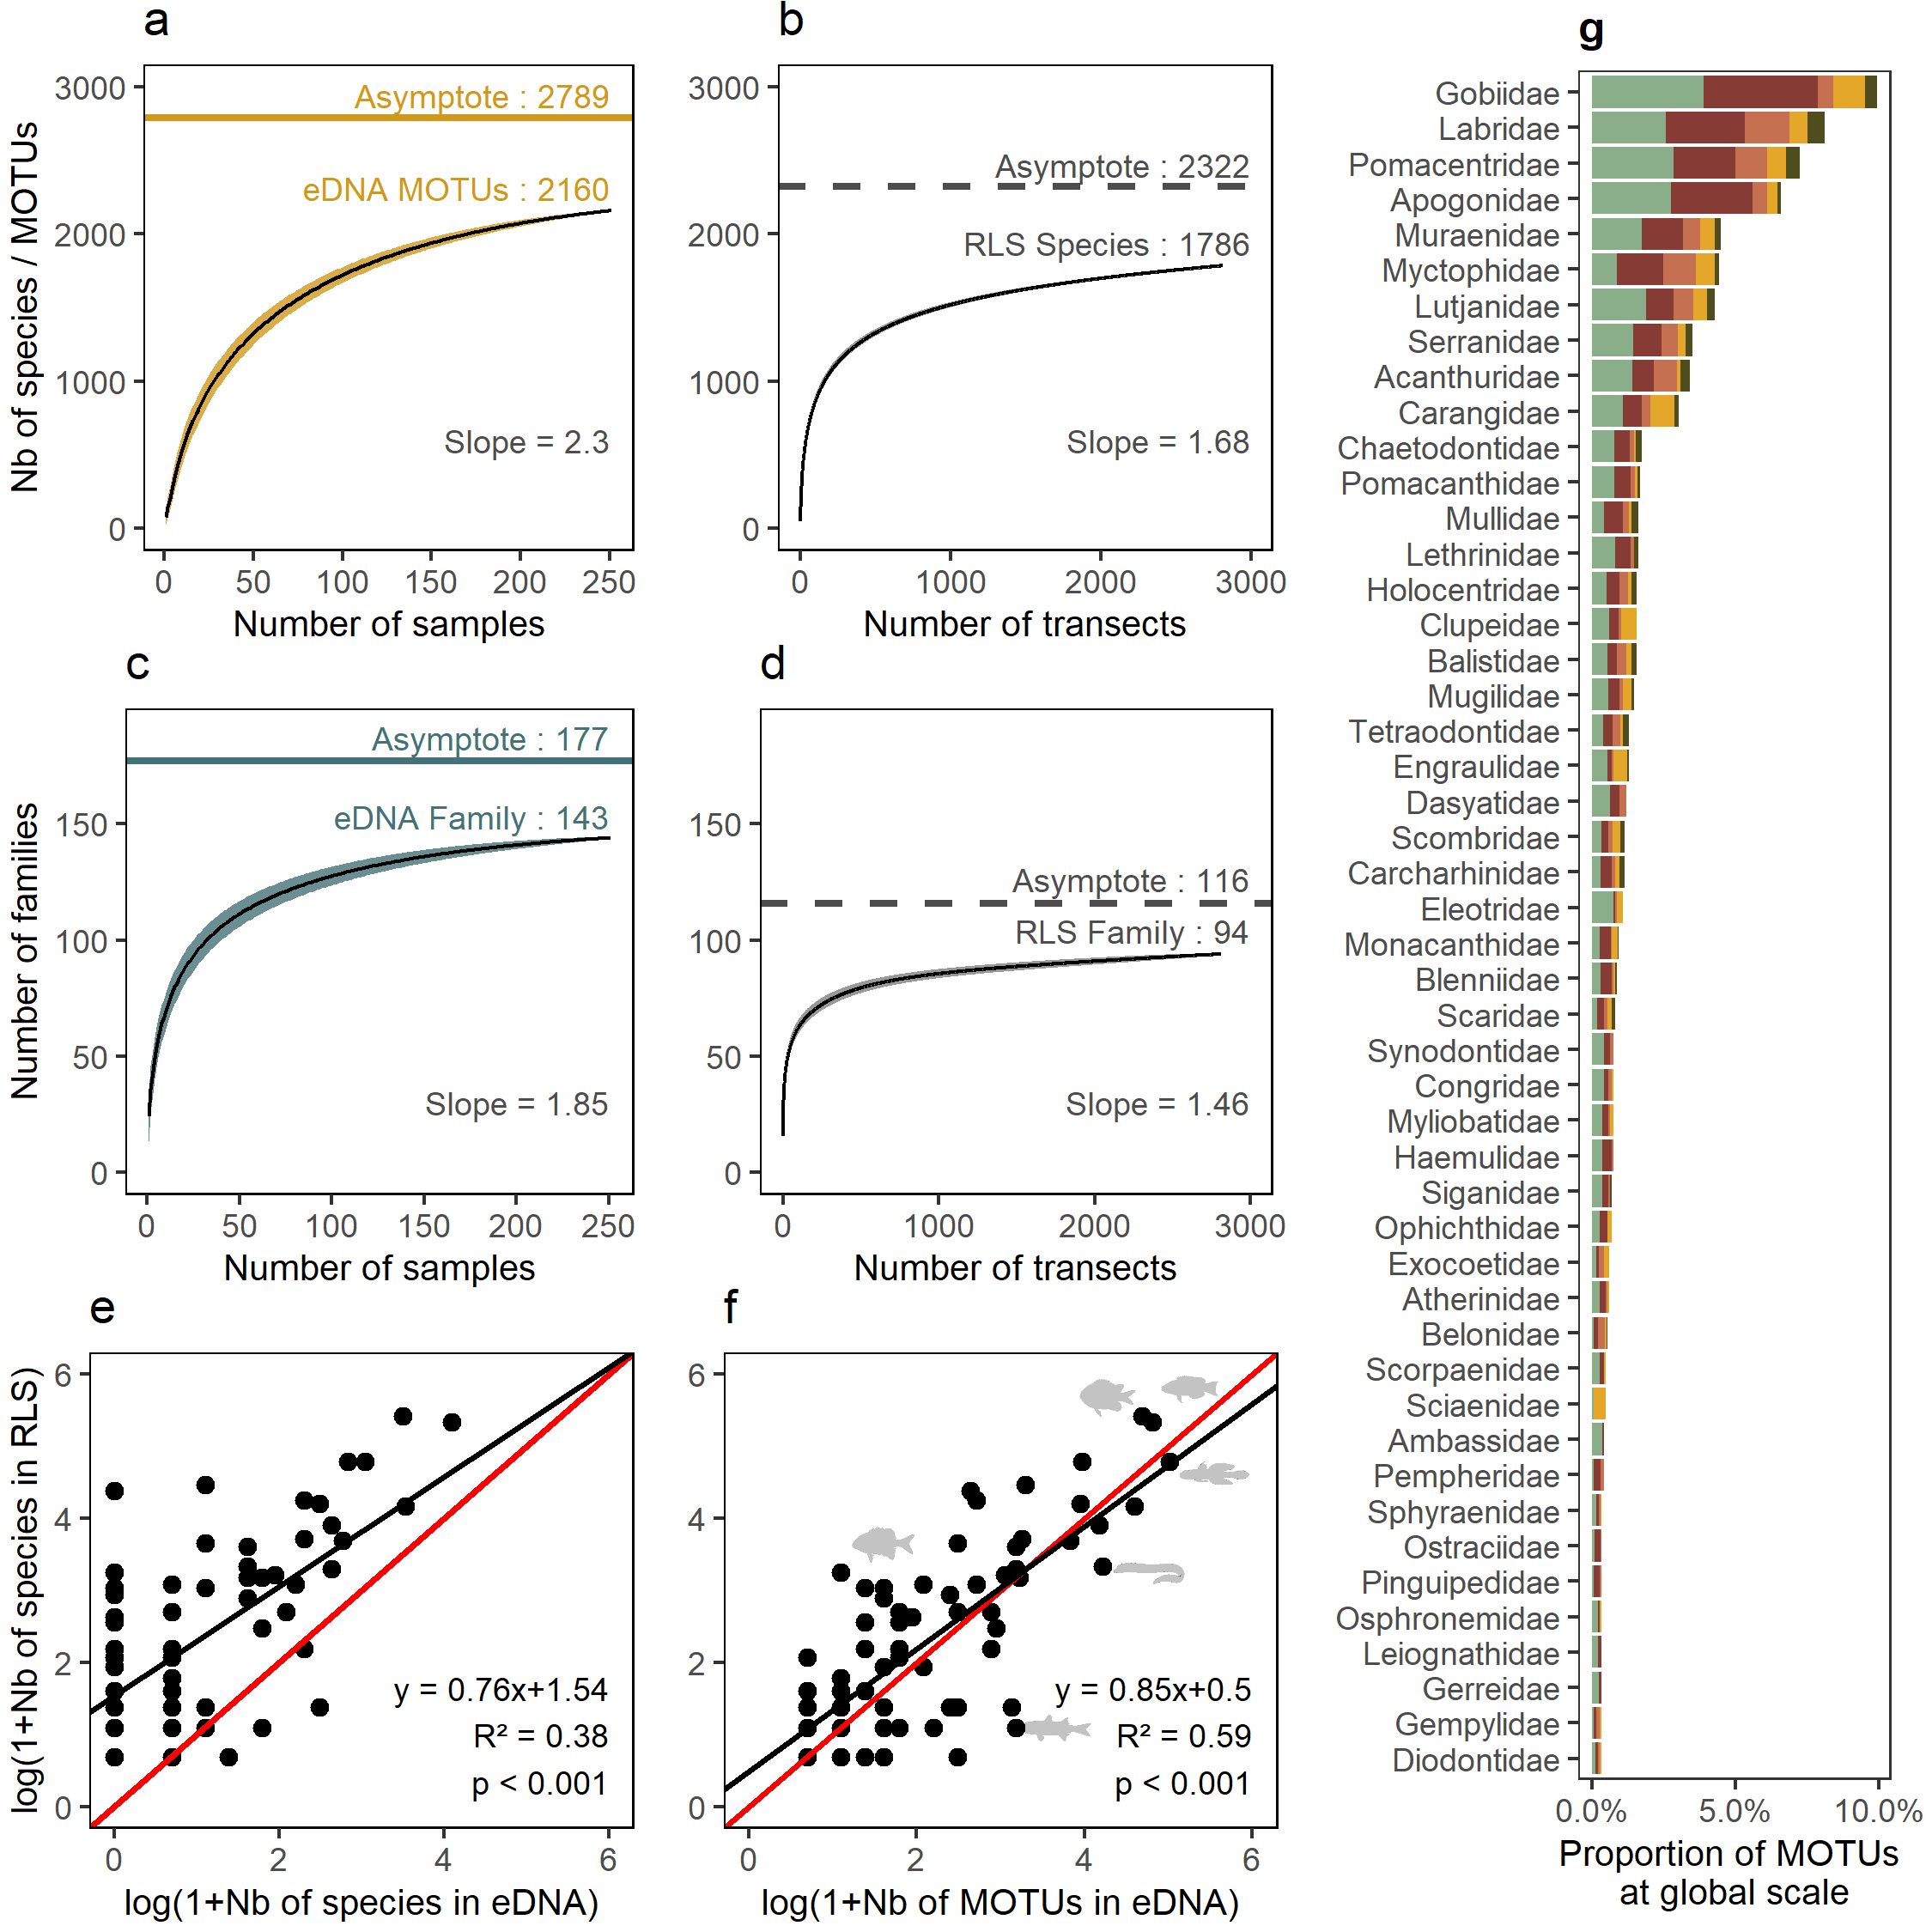 a
3000
2000
1000
0
Nb of species / MOTUs
Asymptote : 2789
eDNA MOTUs : 2160
Slope = 2.3
0 50 100 150 200 250
Number of samples
b
3000
2000
1000
0
Asymptote : 2322
RLS Species : 1786
Slope = 1.68
0 1000 2000 3000
Number of transects
c
150
100
50
0
Number of families
Asymptote : 177
eDNA Family : 143
Slope = 1.85
0 50 100 150 200 250
Number of samples
d
150
100
50
0
Asymptote : 116
RLS Family : 94
Slope = 1.46
0 1000 2000 3000
Number of transects
e
6
4
2
0
log(1+Nb of species in RLS)
y = 0.76x+1.54
R² = 0.38
p < 0.001
0 2 4 6
log(1+Nb of species in eDNA)
f
6
4
2
0
y = 0.85x+0.5
R² = 0.59
p < 0.001
0 2 4 6
log(1+Nb of MOTUs in eDNA)
g
Gobiidae
Labridae
Pomacentridae
Apogonidae
Muraenidae
Myctophidae
Lutjanidae
Serranidae
Acanthuridae
Carangidae
Chaetodontidae
Pomacanthidae
Mullidae
Lethrinidae
Holocentridae
Clupeidae
Balistidae
Mugilidae
Tetraodontidae
Engraulidae
Dasyatidae
Scombridae
Carcharhinidae
Eleotridae
Monacanthidae
Blenniidae
Scaridae
Synodontidae
Congridae
Myliobatidae
Haemulidae
Siganidae
Ophichthidae
Exocoetidae
Atherinidae
Belonidae
Scorpaenidae
Sciaenidae
Ambassidae
Pempheridae
Sphyraenidae
Ostraciidae
Pinguipedidae
Osphronemidae
Leiognathidae
Gerreidae
Gempylidae
Diodontidae
0.0% 5.0% 10.0%
Proportion of MOTUs
at global scale